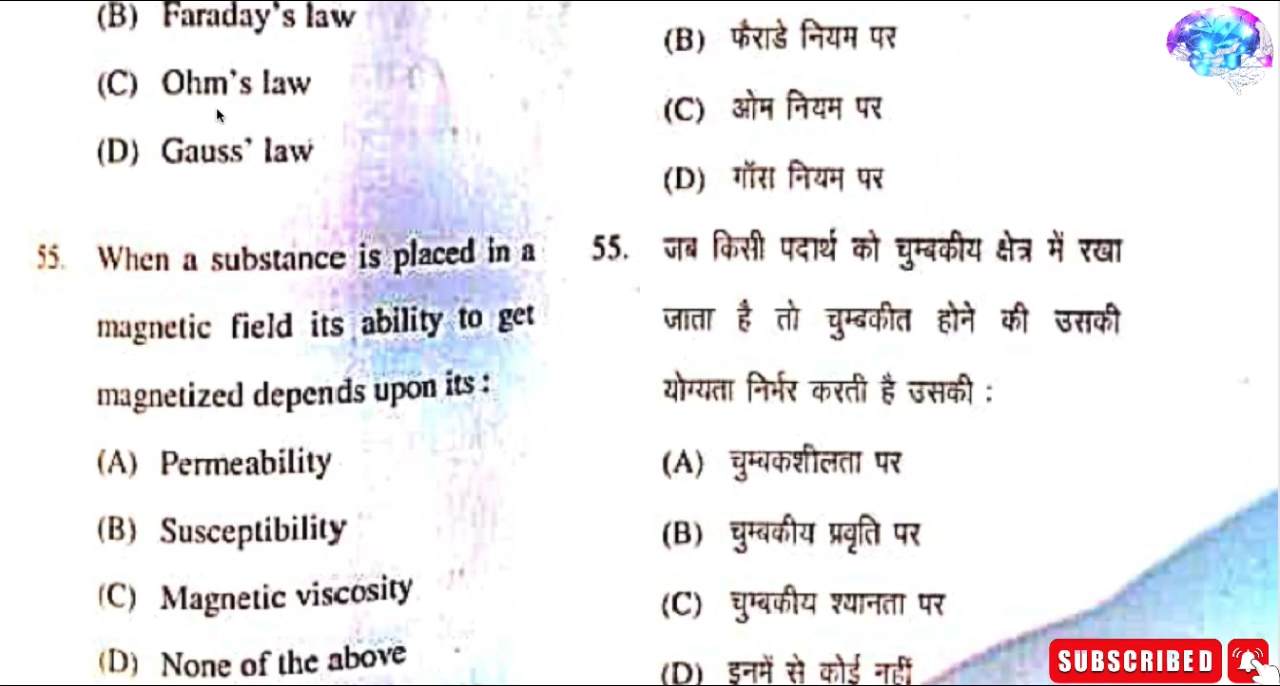 (B) Faraday's law
(C) Ohm's law
(D) Gauss' law
55. When a substance is placed in a
magnetic field its ability to get
magnetized depends upon its :
(A) Permeability
(B) Susceptibility
(C) Magnetic viscosity
(D) None of the above
(B) फैराडे नियम पर
(C) ओम नियम पर
(D) गॉस नियम पर
55. जब किसी पदार्थ को चुम्बकीय क्षेत्र में रखा
जाता है तो चुम्बकीत होने की उसकी
योग्यता निर्भर करती है उसकी :
(A) चुम्बकशीलता पर
(B) चुम्बकीय प्रवृति पर
(C) चुम्बकीय श्यानता पर
(D) इनमें से कोई नहीं
SUBSCRIBED